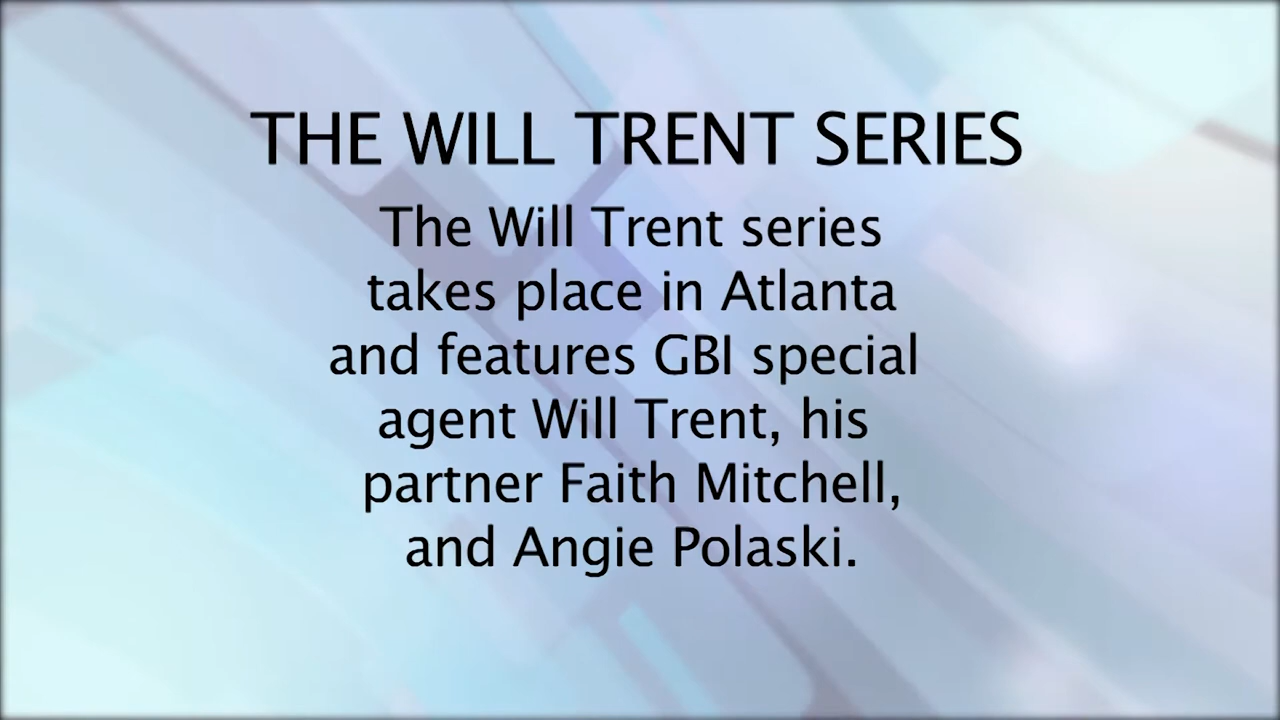 THE WILL TRENT SERIES
The Will Trent series
takes place in Atlanta
and features GBI special
agent Will Trent, his
partner Faith Mitchell,
and Angie Polaski.